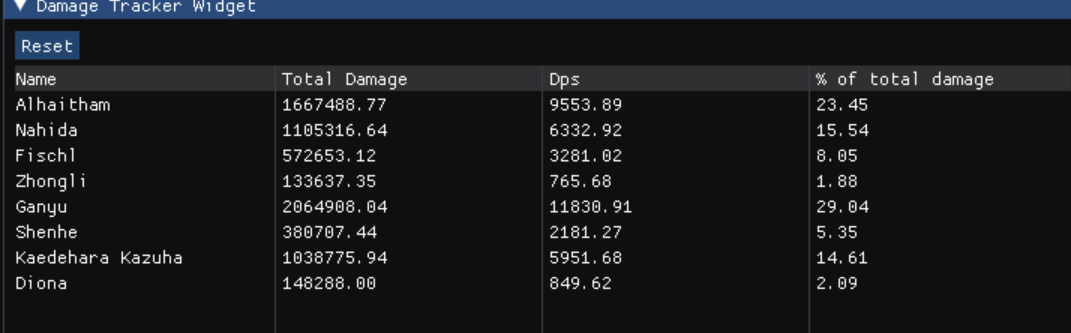 ▼ Damage Tracker Widget
Reset
Name Total Damage Dps % of total damage
Alhaitham 1667488.77 9553.89 23.45
Nahida 1105316.64 6332.92 15.54
Fischl 572653.12 3281.02 8.05
Zhongli 133637.35 765.68 1.88
Ganyu 2064908.04 11830.91 29.04
Shenhe 380707.44 2181.27 5.35
Kaedehara Kazuha 1038775.94 5951.68 14.61
Diona 148288.00 849.62 2.09